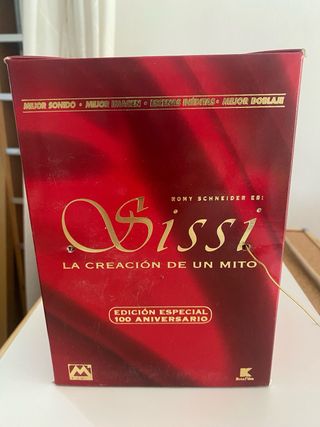 MEJOR SONIDO • MEJOR IMAGEN • ESCENAS INÉDITAS • MEJOR DOBLAJE
ROMY SCHNEIDER ES:
Sissi
LA CREACIÓN DE UN MITO
EDICIÓN ESPECIAL
100 ANIVERSARIO
M
K
BetaFilm